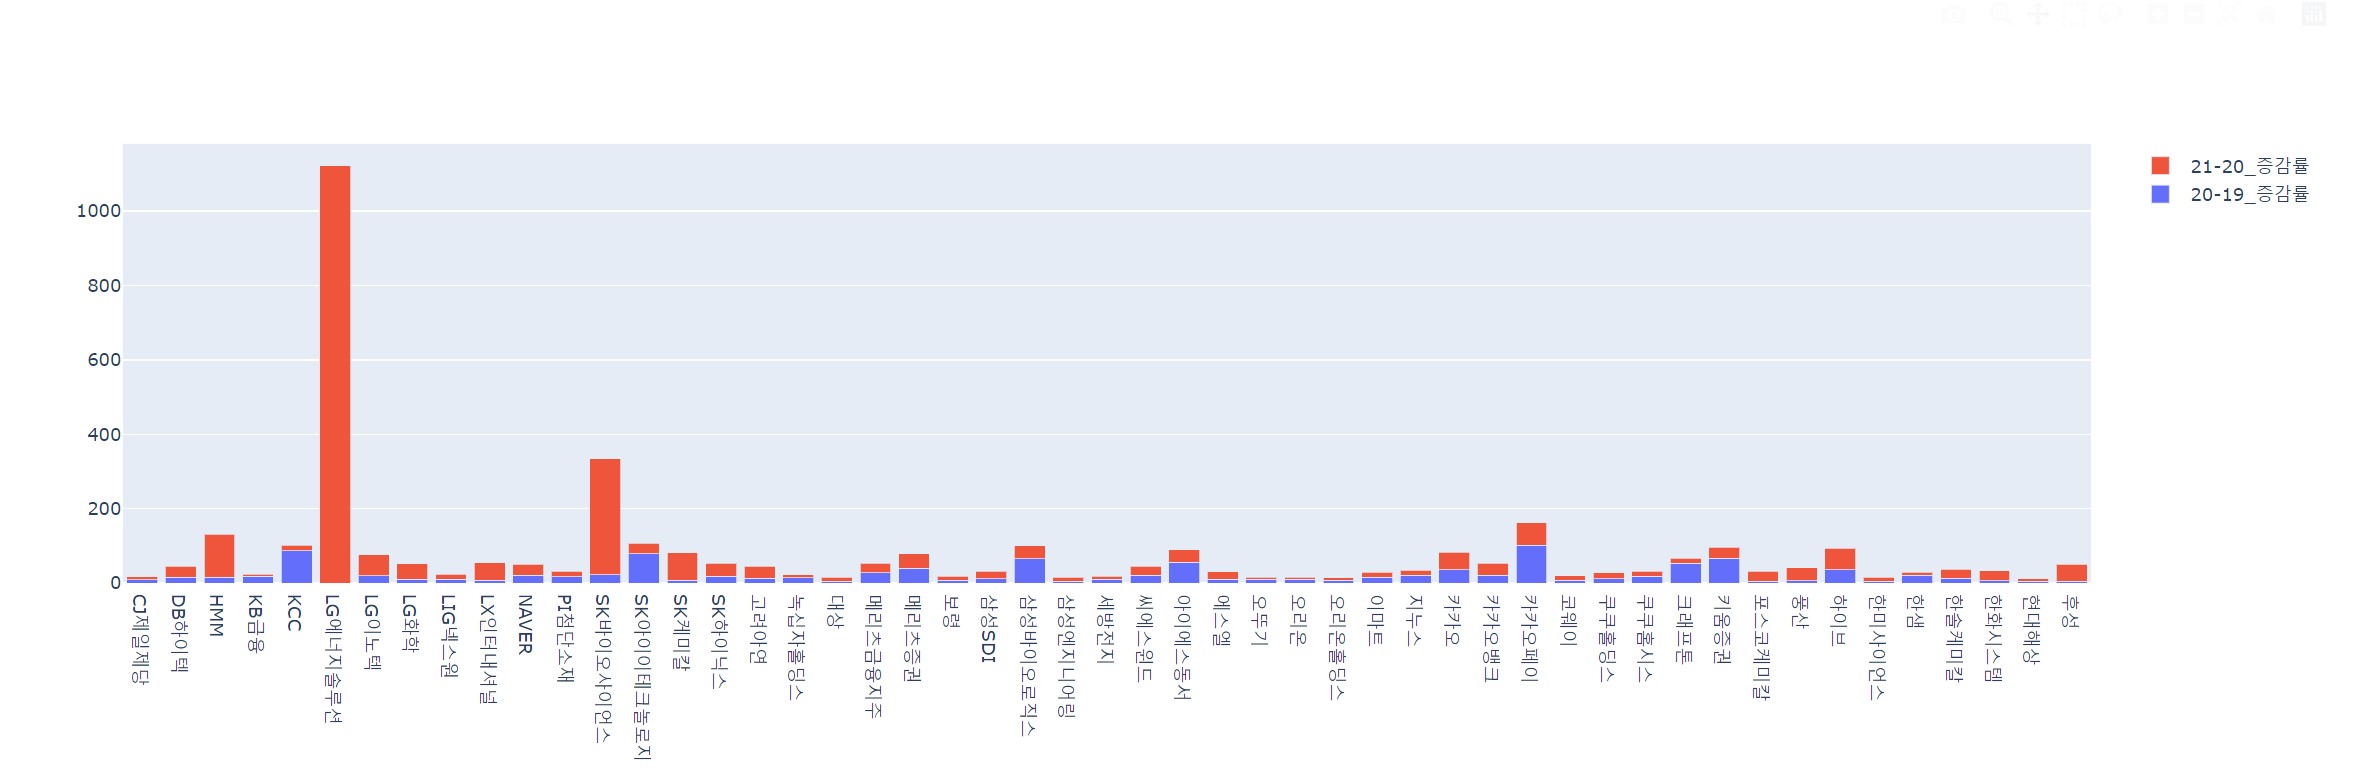 21-20_증감률
20-19_증감률
1000
800
600
400
200
0
CJ제일제당
DB하이텍
HMM
KB금융
KCC
LG에너지솔루션
LG이노텍
LG화학
LIG넥스원
LX인터내셔널
NAVER
PI첨단소재
SK바이오사이언스
SK아이이테크놀로지
SK케미칼
SK하이닉스
고려아연
녹십자홀딩스
대상
메리츠금융지주
메리츠증권
보령
삼성SDI
삼성바이오로직스
삼성엔지니어링
세방전지
씨에스윈드
아이에스동서
에스엘
오뚜기
오리온
오리온홀딩스
이마트
지누스
카카오
카카오뱅크
카카오페이
코웨이
쿠쿠홀딩스
쿠쿠홈시스
크래프톤
키움증권
포스코케미칼
풍산
하이브
한미사이언스
한샘
한솔케미칼
한화시스템
현대해상
후성